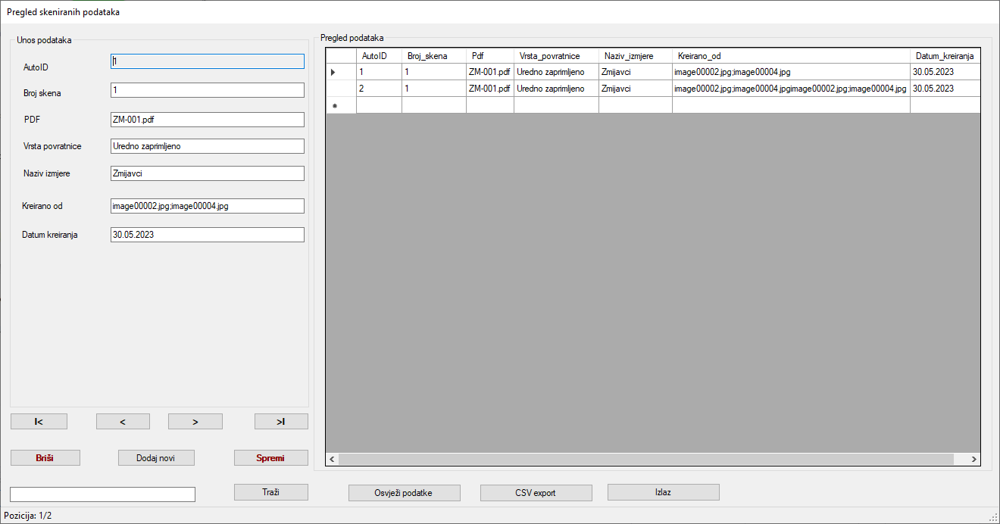 Pregled skeniranih podataka
Unos podataka
AutoID 1
Broj skena 1
PDF ZM-001.pdf
Vrsta povratnice Uredno zaprimljeno
Naziv izmjere Zmijavci
Kreirano od image00002.jpg;image00004.jpg
Datum kreiranja 30.05.2023
I< < > >I
Briši Dodaj novi Spremi
Traži
Pregled podataka
AutoID Broj_skena Pdf Vrsta_povratnice Naziv_izmjere Kreirano_od Datum_kreiranja
1 1 ZM-001.pdf Uredno zaprimljeno Zmijavci image00002.jpg;image00004.jpg 30.05.2023
2 1 ZM-001.pdf Uredno zaprimljeno Zmijavci image00002.jpg;image00004.jpgimage00002.jpg;image00004.jpg 30.05.2023
Osvježi podatke CSV export Izlaz
Pozicija: 1/2